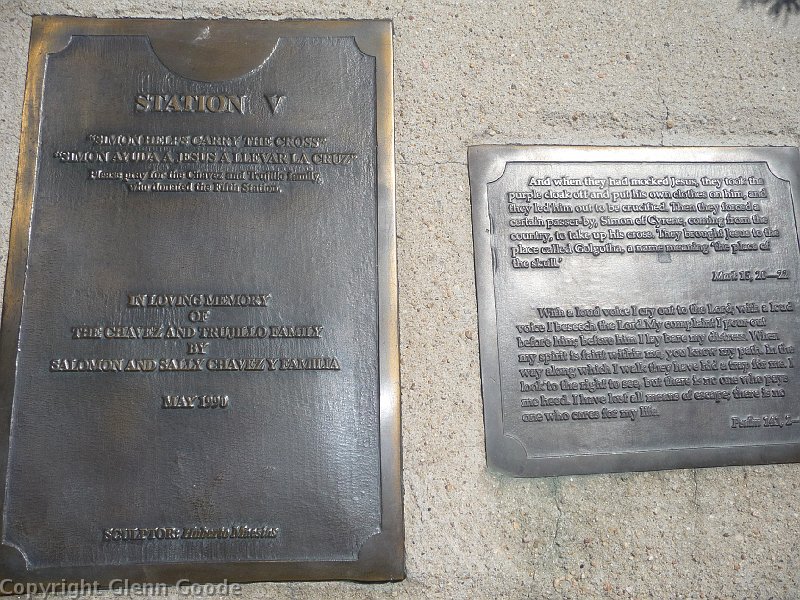 STATION V
"SIMON HELPS CARRY THE CROSS"
"SIMON AYUDA A JESUS A LLEVAR LA CRUZ"
Please pray for the Chavez and Trujillo family,
who donated the Fifth Station.
IN LOVING MEMORY
OF
THE CHAVEZ AND TRUJILLO FAMILY
BY
SALOMON AND SALLY CHAVEZ Y FAMILIA
MAY 1990
SCULPTOR: Huberto
And when they had mocked Jesus, they took the
purple cloak off and put his own clothes on him, and
they led him out to be crucified. Then they forced a
certain passer-by, Simon of Cyrene, coming from the
country, to take up his cross. They brought Jesus to the
place called Golgotha, a name meaning 'the place of
the skull.'
Mark 15, 20—22
With a loud voice I cry out to the Lord; with a loud
voice I beseech the Lord. My complaint I pour out
before him; before him I lay bare my distress. When
my spirit is faint within me, you know my path. In the
way along which I walk they have hid a trap for me. I
look to the right to see, but there is no one who pays
me heed. I have lost all means of escape; there is no
one who cares for my life.
Psalm
Copyright Glenn Goode